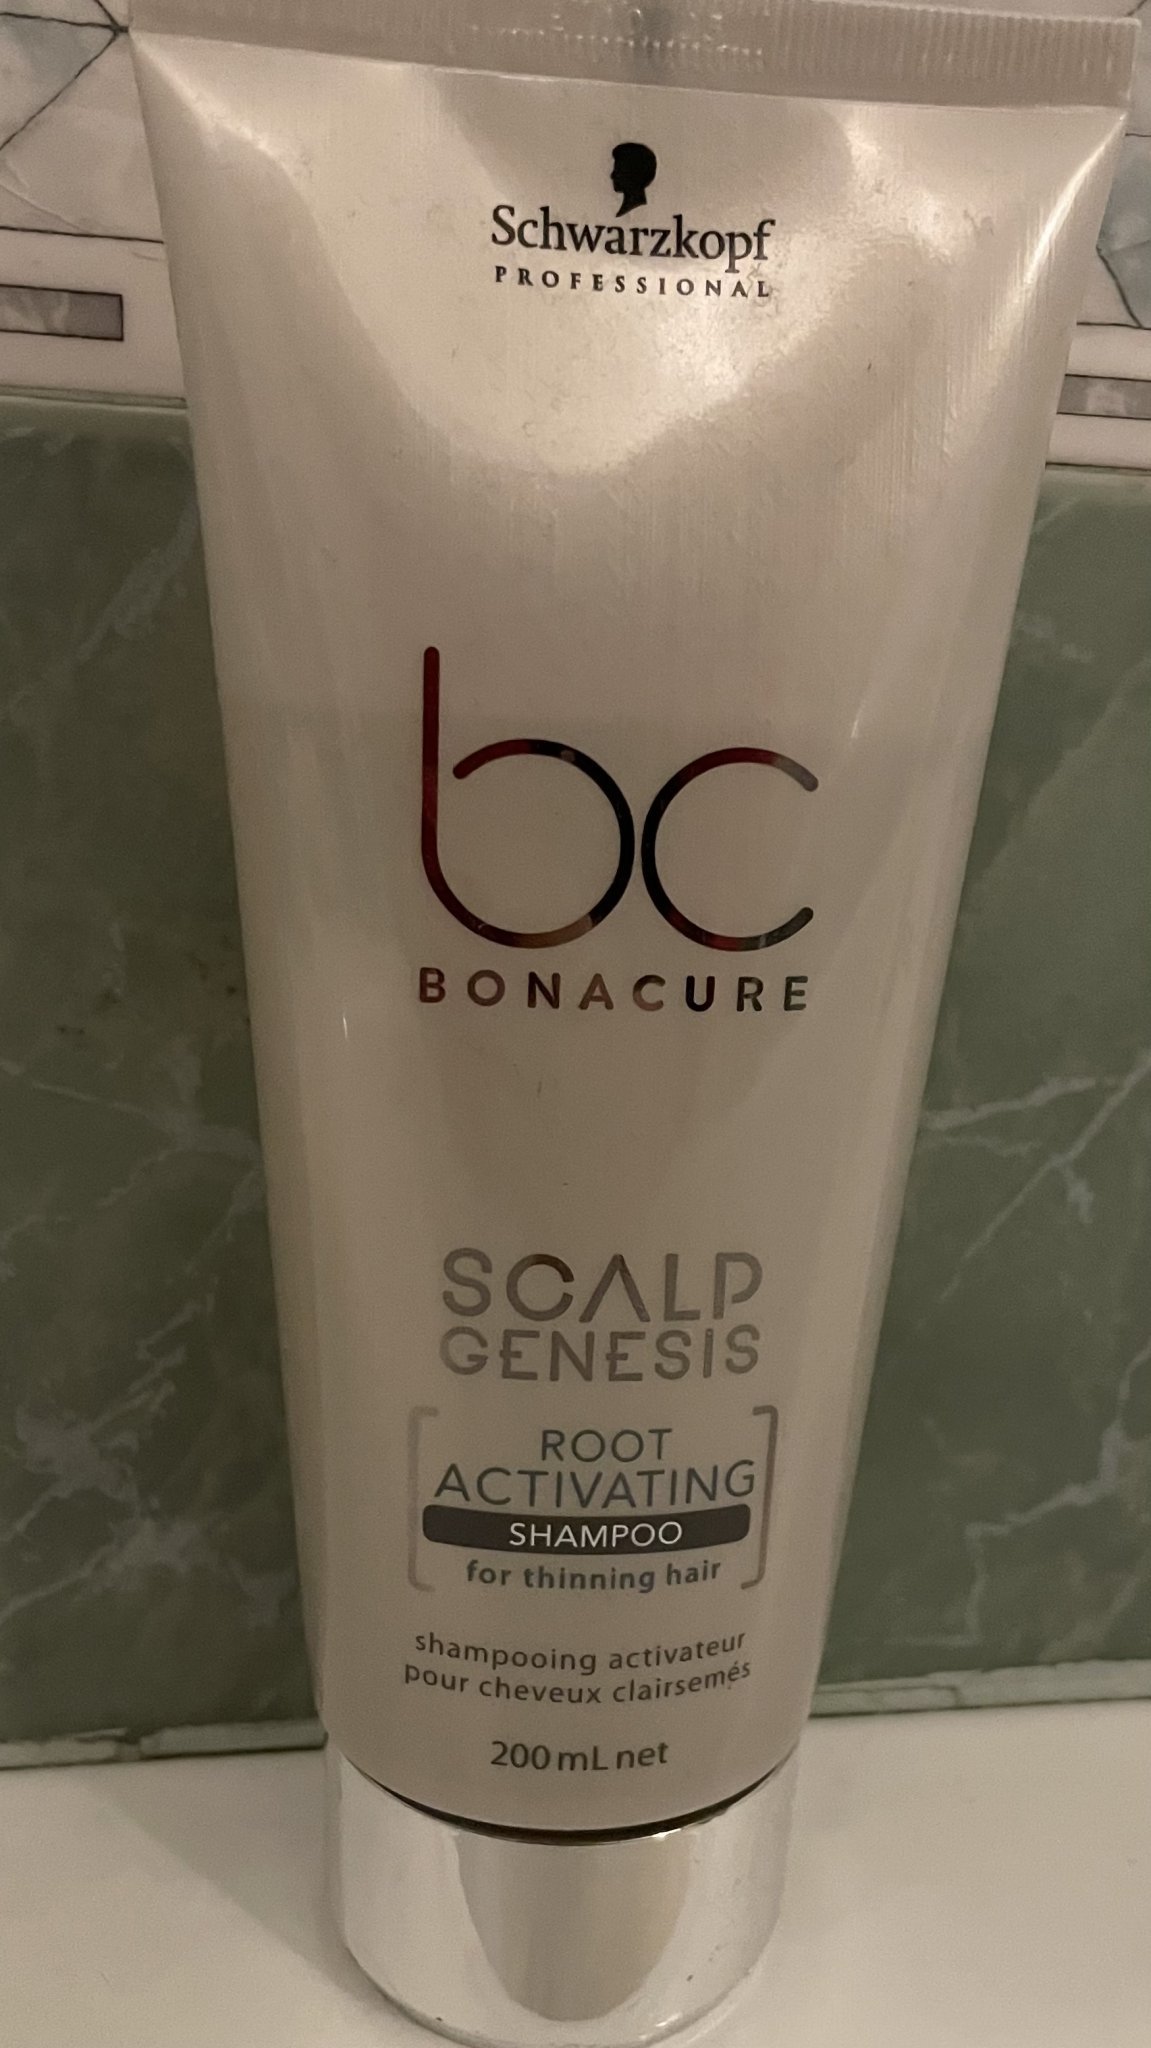 Schwarzkopf
PROFESSIONAL
bc
BONACURE
SCALP
GENESIS
ROOT
ACTIVATING
SHAMPOO
for thinning hair
shampooing activateur
pour cheveux clairsemés
200 mL net